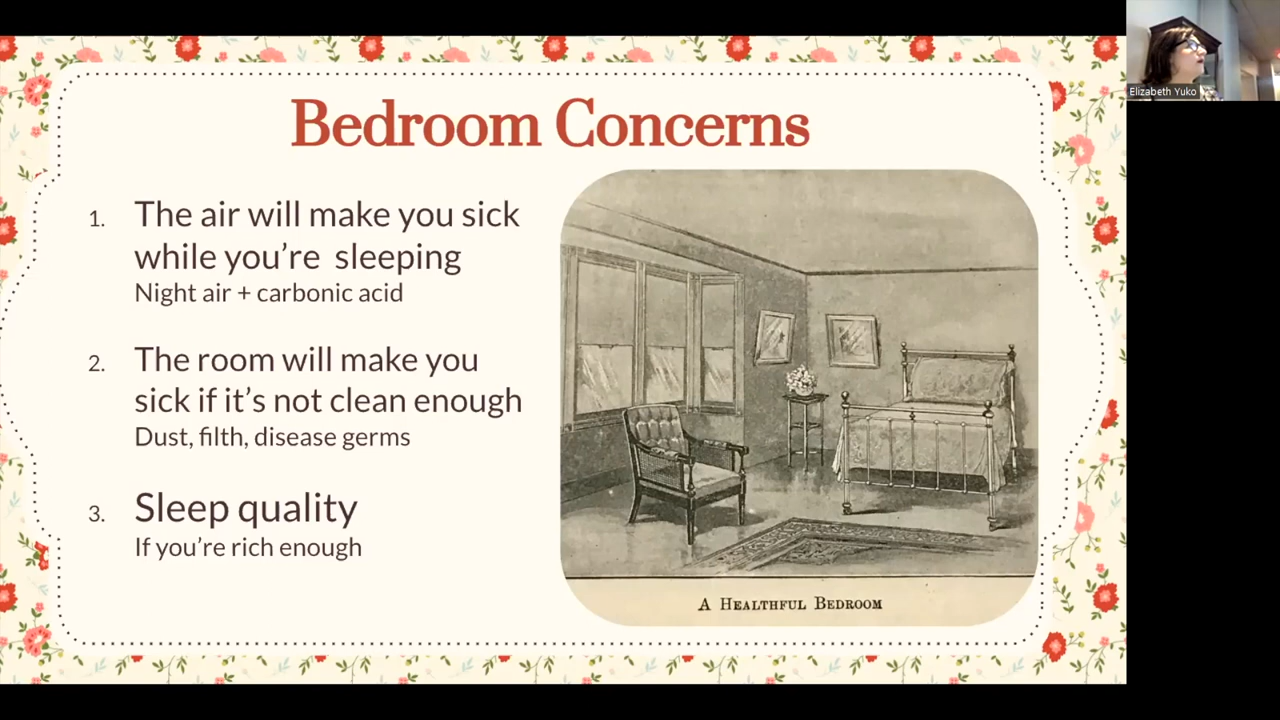 Bedroom Concerns
1. The air will make you sick
while you’re sleeping
Night air + carbonic acid
2. The room will make you
sick if it’s not clean enough
Dust, filth, disease germs
3. Sleep quality
If you’re rich enough
A Healthful Bedroom
Elizabeth Yuko